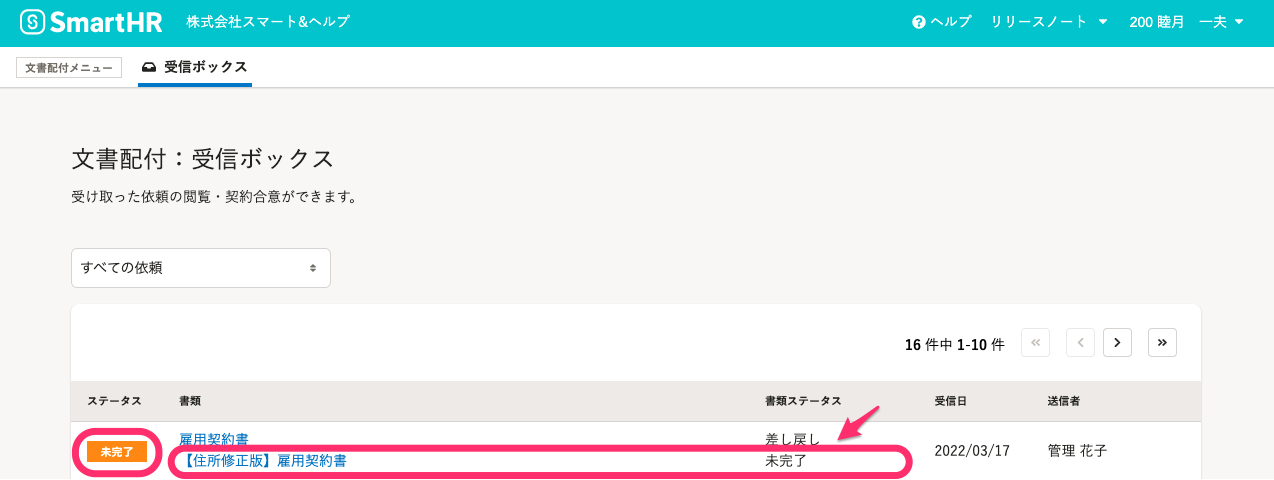 SmartHR 株式会社スマート&ヘルプ ヘルプ リリースノート 200 睦月 一夫
文書配付メニュー 受信ボックス
文書配付：受信ボックス
受け取った依頼の閲覧・契約合意ができます。
すべての依頼
16 件中 1-10 件
ステータス 書類 書類ステータス 受信日 送信者
未完了 雇用契約書 差し戻し 2022/03/17 管理 花子
【住所修正版】雇用契約書 未完了